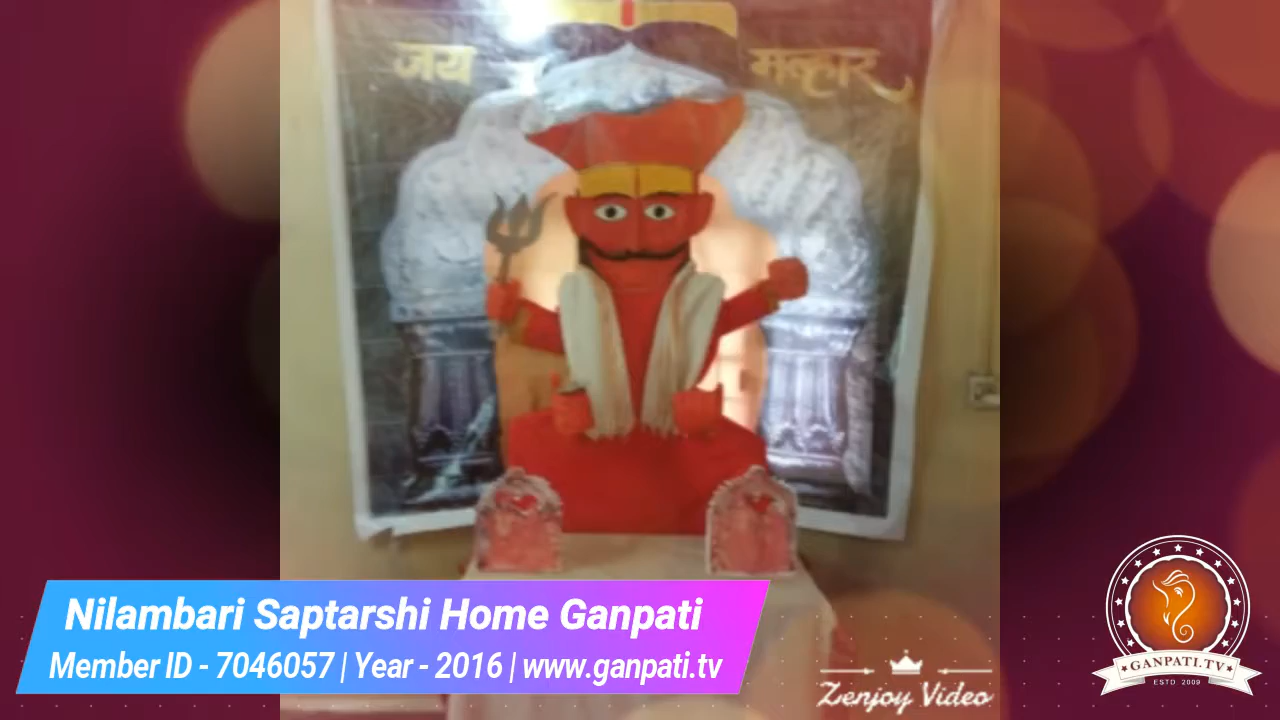 जय मल्हार
Nilambari Saptarshi Home Ganpati
Member ID - 7046057 | Year - 2016 | www.ganpati.tv
Zenjoy Video
GANPATI.TV
ESTD 2009